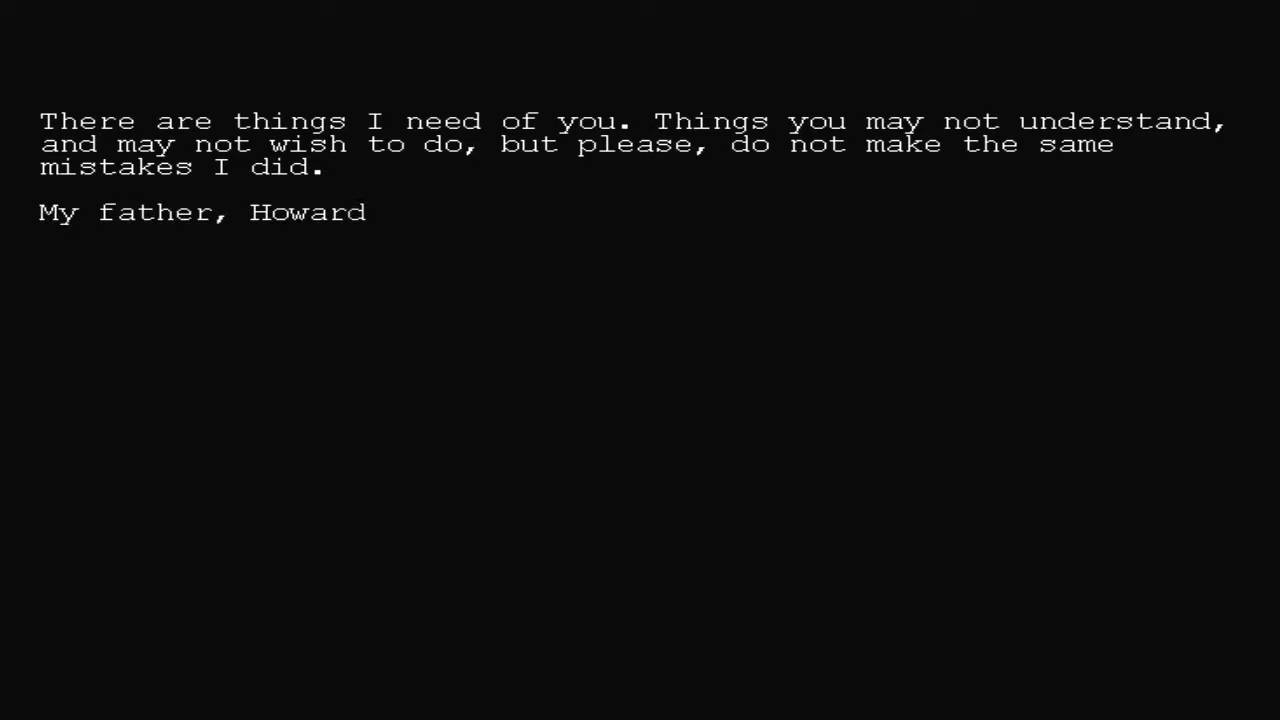 There are things I need of you. Things you may not understand,
and may not wish to do, but please, do not make the same
mistakes I did.
My father, Howard